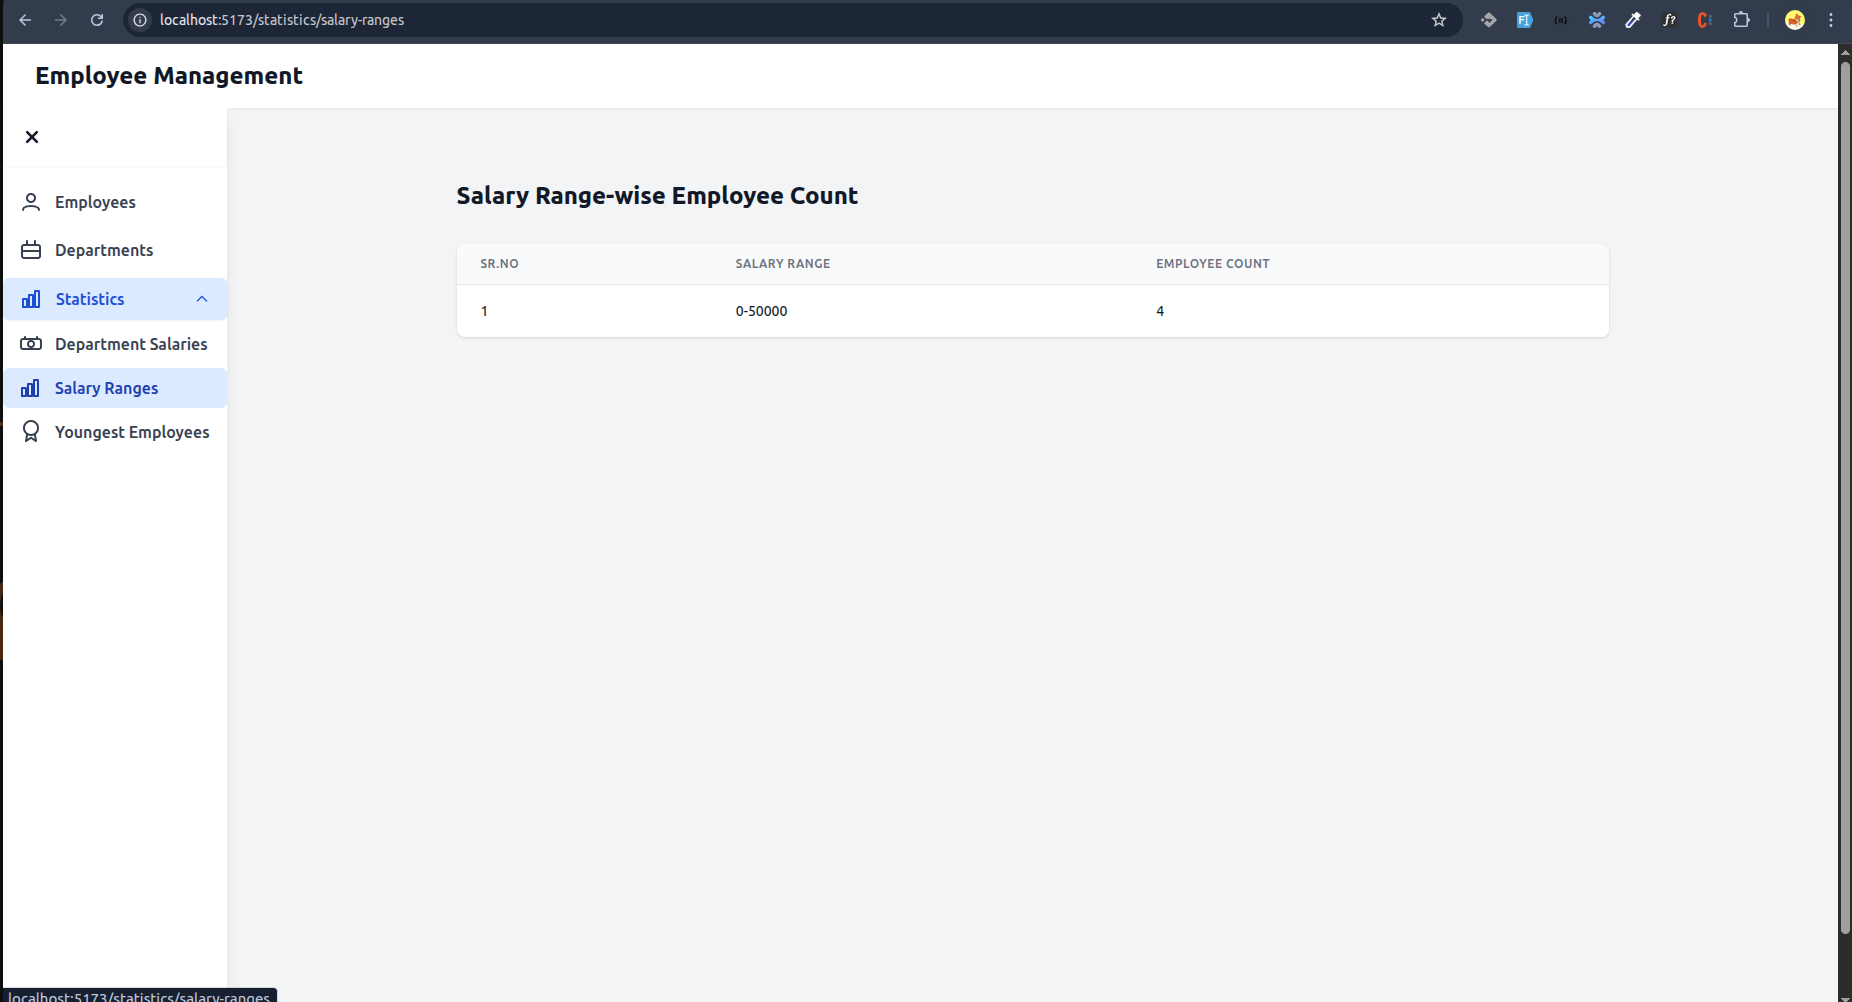 localhost:5173/statistics/salary-ranges
Employee Management
Employees
Departments
Statistics
Department Salaries
Salary Ranges
Youngest Employees
Salary Range-wise Employee Count
SR.NO SALARY RANGE EMPLOYEE COUNT
1 0-50000 4
localhost:5173/statistics/salary-ranges